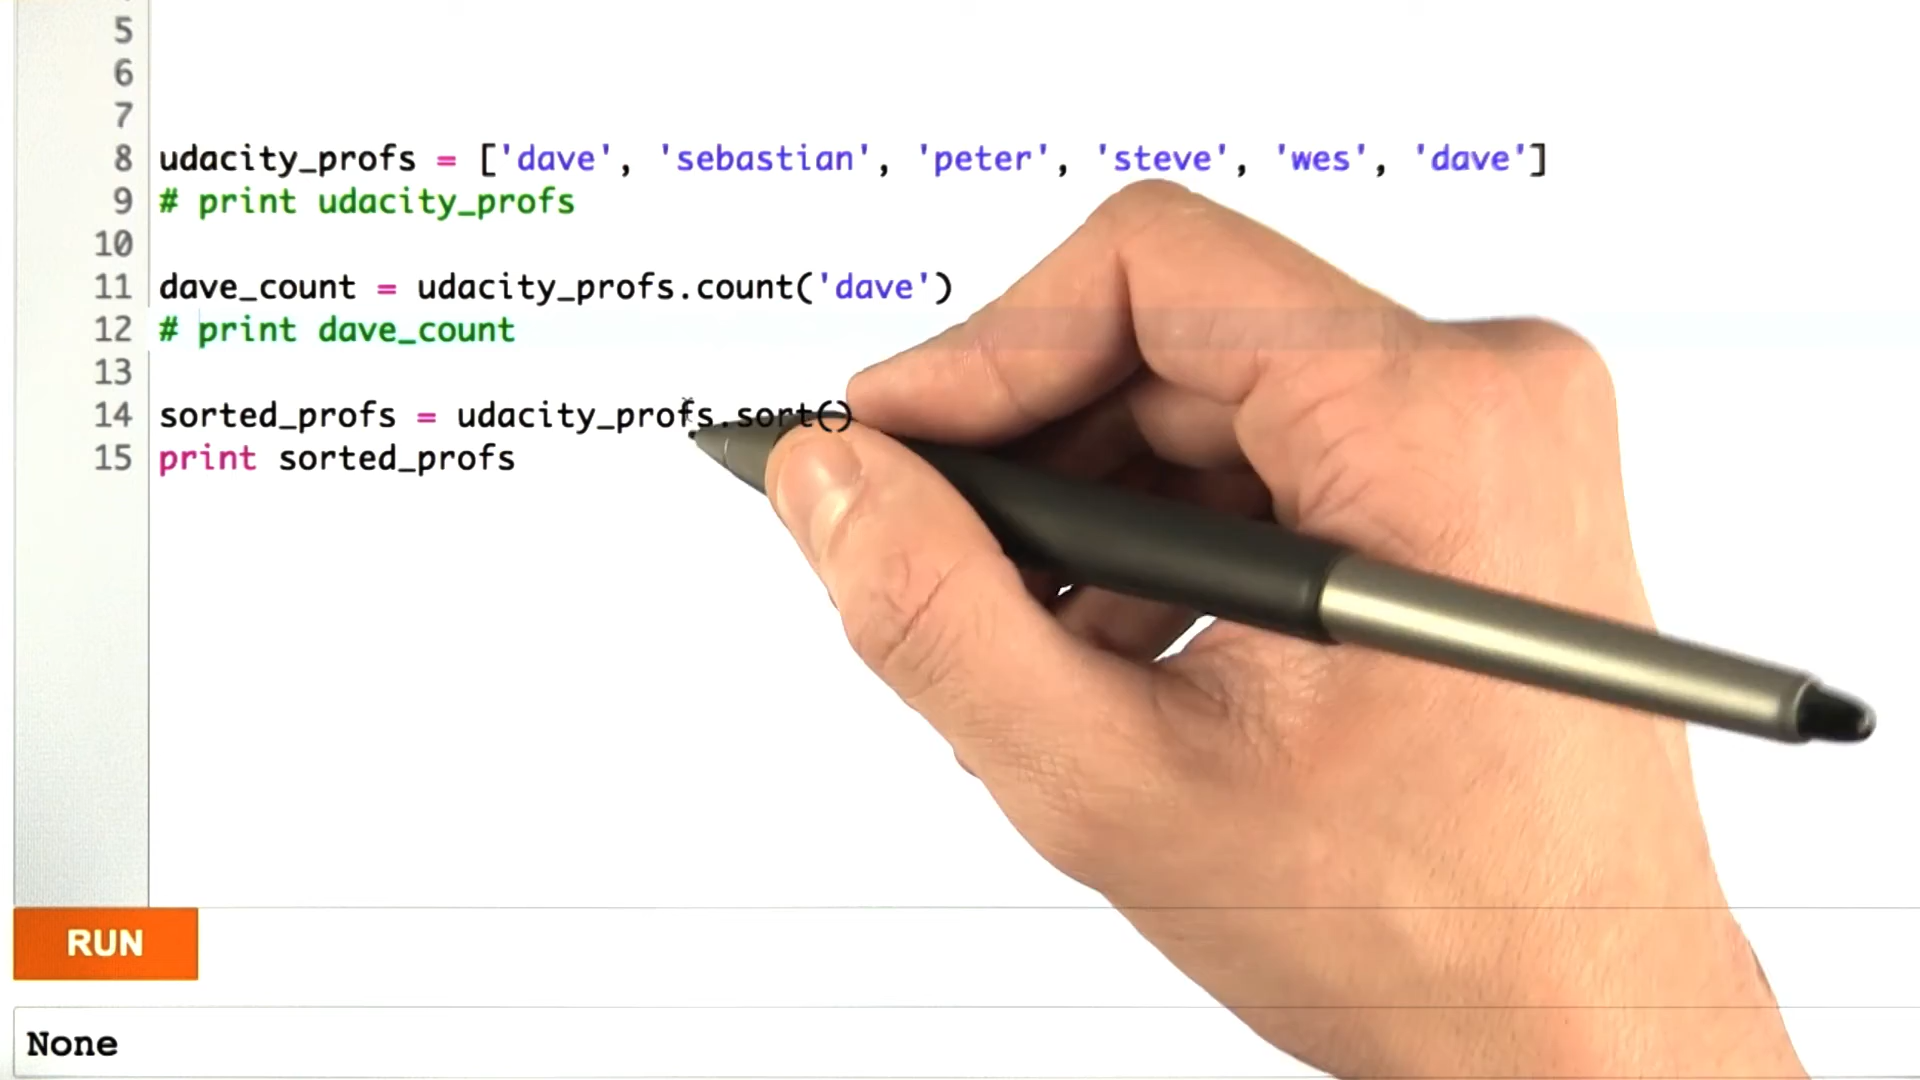 5
6
7
8 udacity_profs = ['dave', 'sebastian', 'peter', 'steve', 'wes', 'dave']
9 # print udacity_profs
10
11 dave_count = udacity_profs.count('dave')
12 # print dave_count
13
14 sorted_profs = udacity_profs.sort()
15 print sorted_profs
RUN
None